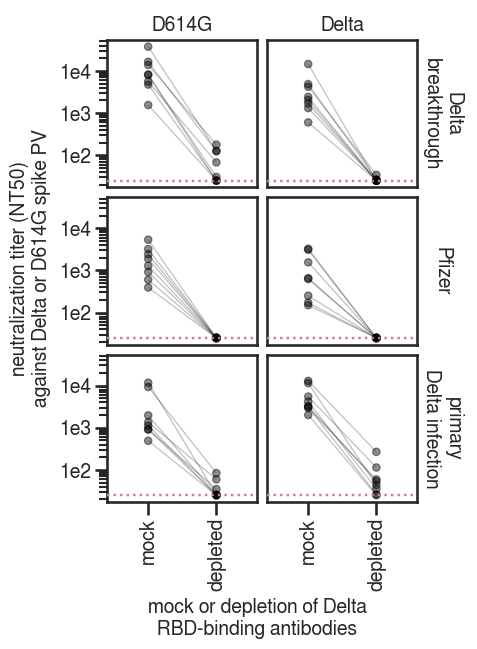 D614G
Delta
1e4
1e3
1e2
Delta
breakthrough
1e4
1e3
1e2
Pfizer
1e4
1e3
1e2
primary
Delta infection
neutralization titer (NT50)
against Delta or D614G spike PV
mock
depleted
mock
depleted
mock or depletion of Delta
RBD-binding antibodies